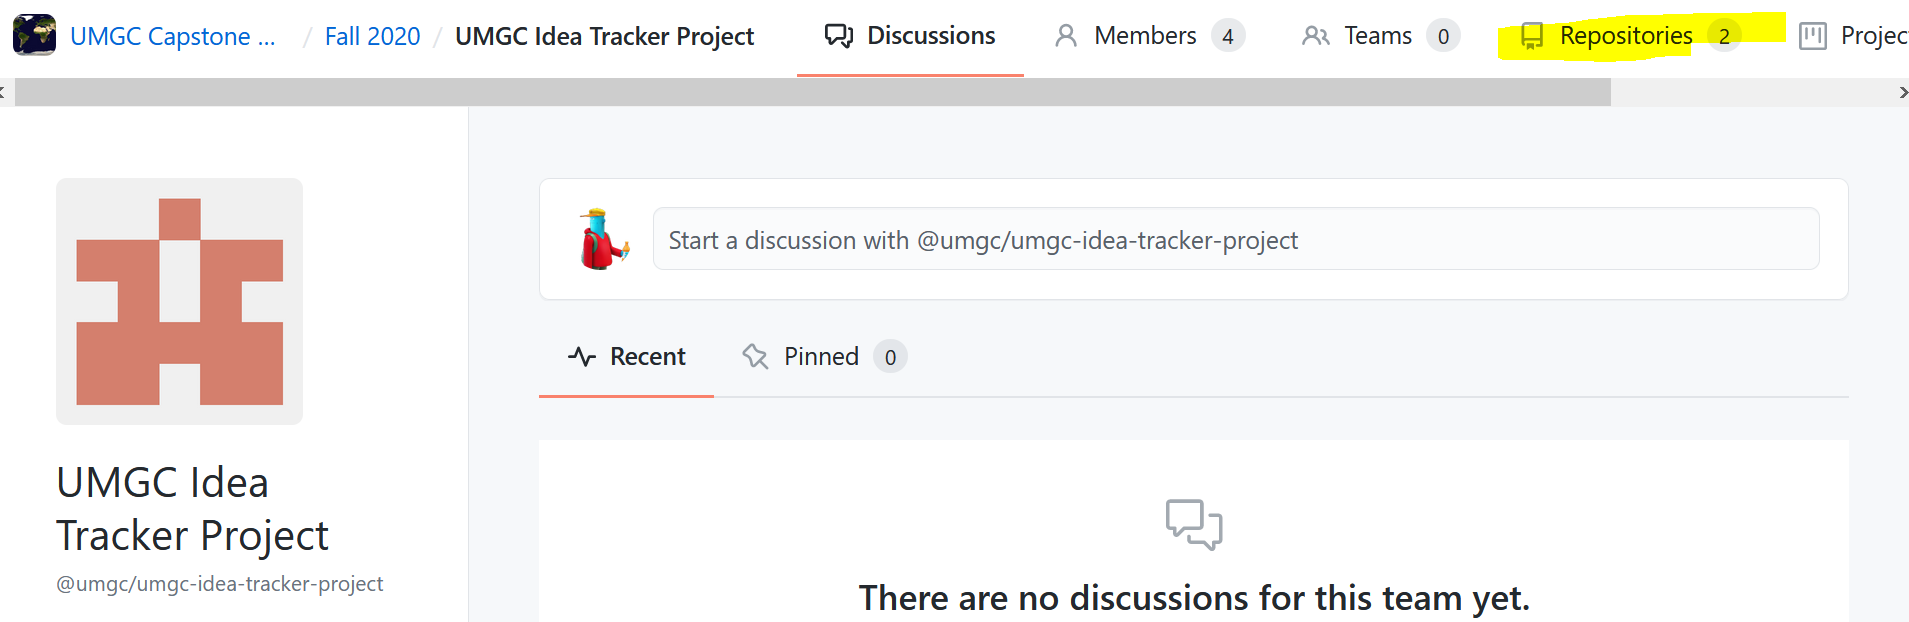 UMGC Capstone ... / Fall 2020 / UMGC Idea Tracker Project Discussions Members 4 Teams 0 Repositories 2 Projec
Start a discussion with @umgc/umgc-idea-tracker-project
Recent Pinned 0
UMGC Idea
Tracker Project
@umgc/umgc-idea-tracker-project
There are no discussions for this team yet.